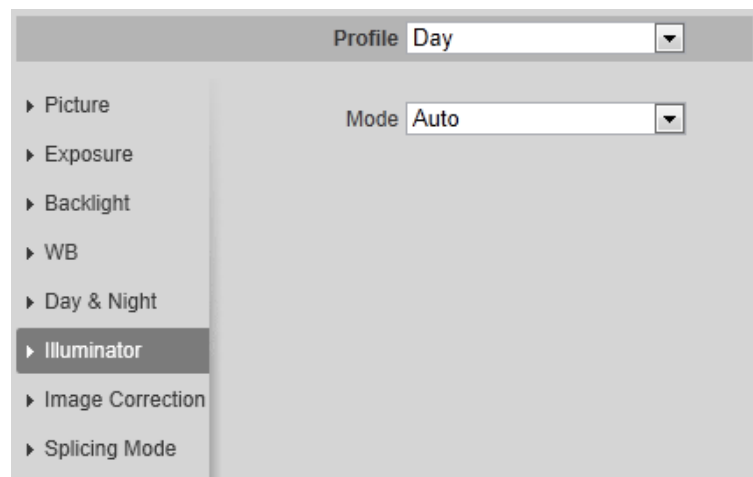 Profile Day
Mode Auto
Picture
Exposure
Backlight
WB
Day & Night
Illuminator
Image Correction
Splicing Mode